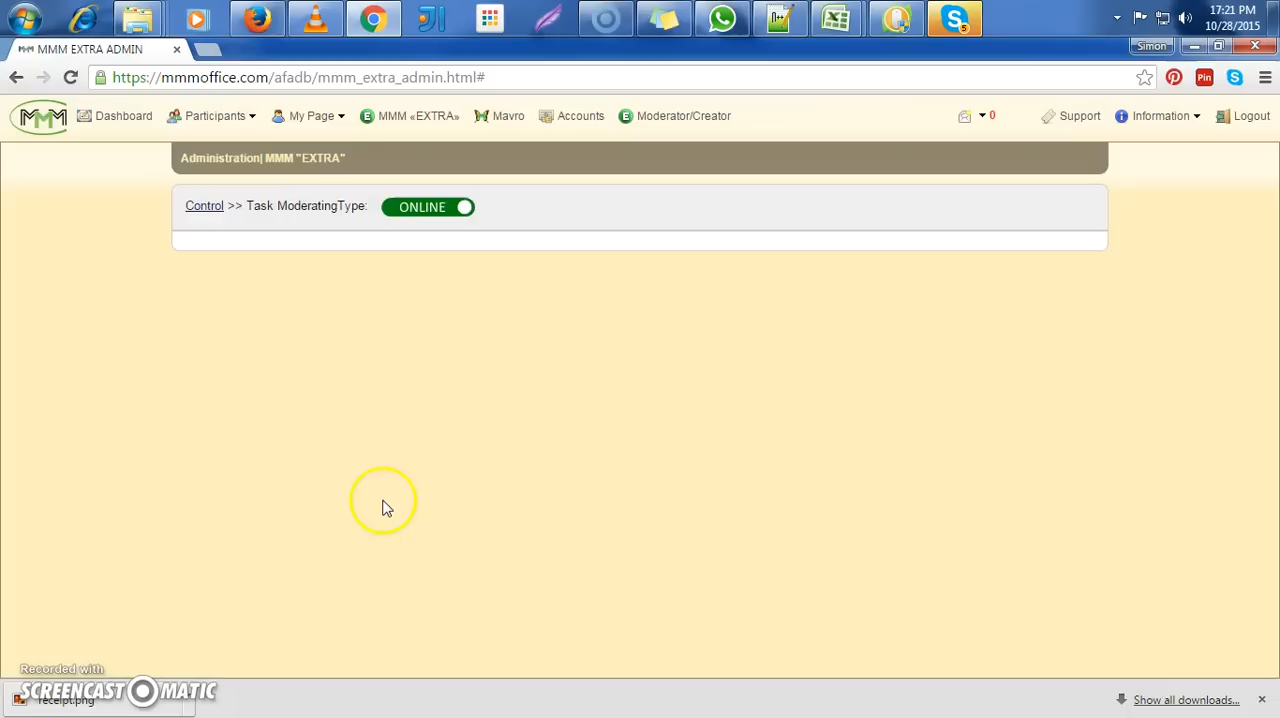 17:21 PM
10/28/2015
MMM EXTRA ADMIN
Simon
https://mmmoffice.com/afadb/mmm_extra_admin.html#
Pin
MMM Dashboard Participants My Page MMM «EXTRA» Mavro Accounts Moderator/Creator 0 Support Information Logout
Administration| MMM "EXTRA"
Control >> Task ModeratingType: ONLINE
Recorded with
SCREENCAST MATIC
receipt.png
Show all downloads...